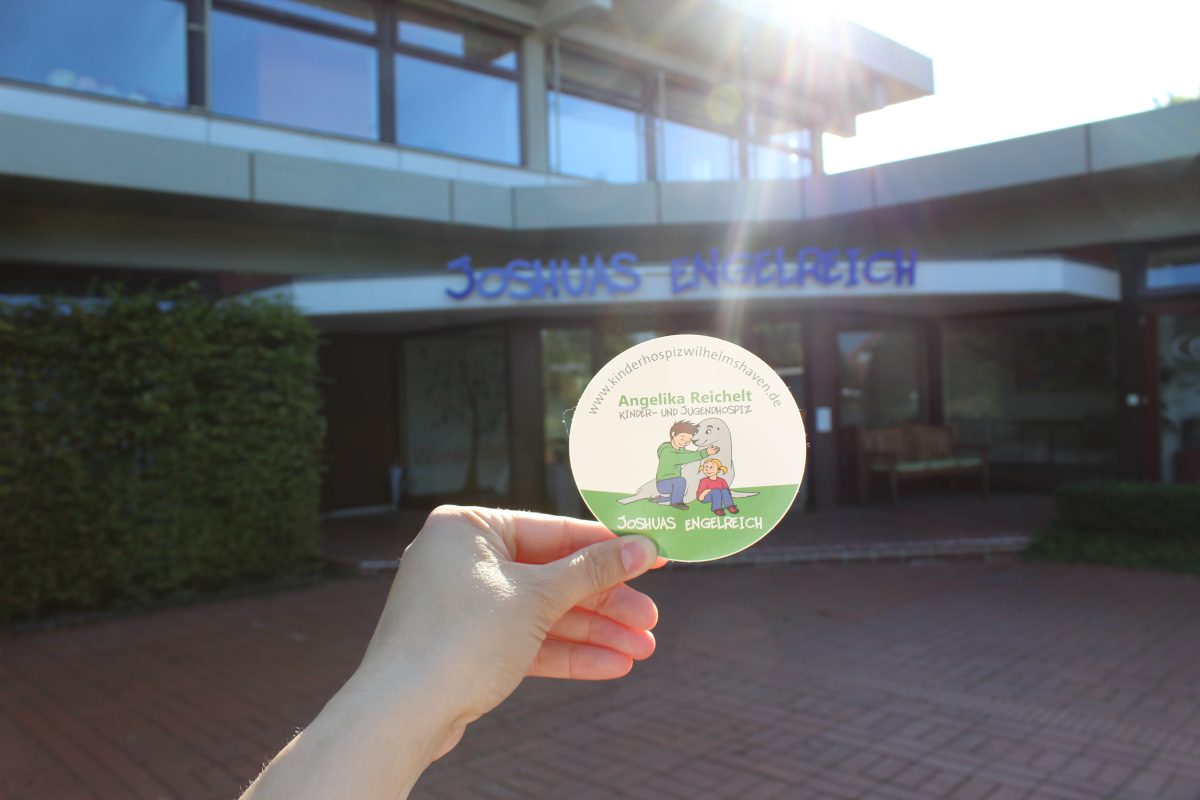 JOSHUAS ENGELREICH
www.kinderhospizwilhelmshaven.de
Angelika Reichelt
KINDER- UND JUGENDHOSPIZ
JOSHUAS ENGELREICH